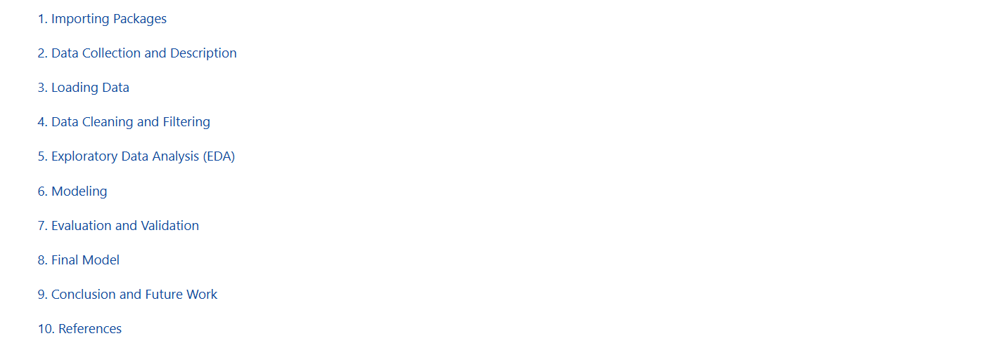 1. Importing Packages
2. Data Collection and Description
3. Loading Data
4. Data Cleaning and Filtering
5. Exploratory Data Analysis (EDA)
6. Modeling
7. Evaluation and Validation
8. Final Model
9. Conclusion and Future Work
10. References